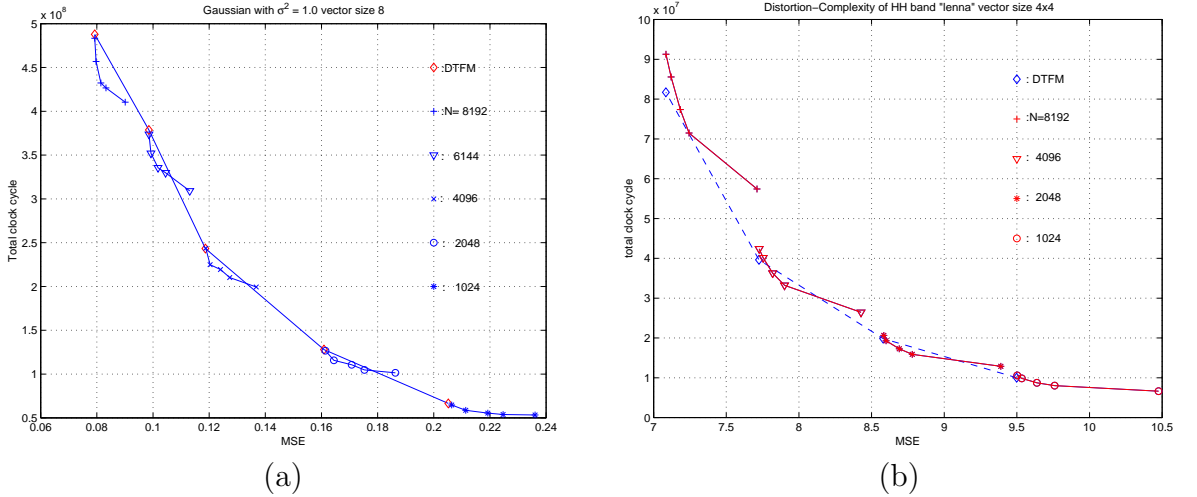 Gaussian with σ² = 1.0 vector size 8
x 10⁸
5
4.5
4
3.5
3
2.5
2
1.5
1
0.5
Total clock cycle
0.06 0.08 0.1 0.12 0.14 0.16 0.18 0.2 0.22 0.24
MSE
:DTFM
:N= 8192
: 6144
: 4096
: 2048
: 1024
(a)
Distortion−Complexity of HH band "lenna" vector size 4x4
x 10⁷
10
9
8
7
6
5
4
3
2
1
0
total clock cycle
7 7.5 8 8.5 9 9.5 10 10.5
MSE
: DTFM
:N=8192
: 4096
: 2048
: 1024
(b)